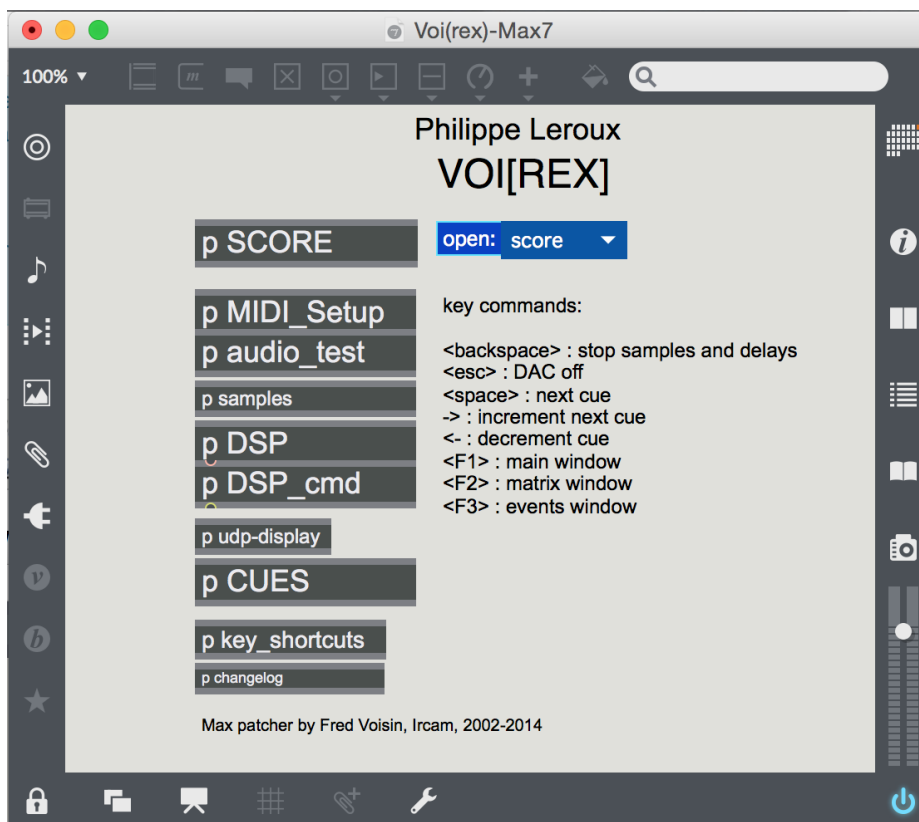 Voi(rex)-Max7
100%
Philippe Leroux
VOI[REX]
p SCORE
open: score
p MIDI_Setup
p audio_test
p samples
p DSP
p DSP_cmd
p udp-display
p CUES
p key_shortcuts
p changelog
key commands:
<backspace> : stop samples and delays
<esc> : DAC off
<space> : next cue
-> : increment next cue
<- : decrement cue
<F1> : main window
<F2> : matrix window
<F3> : events window
Max patcher by Fred Voisin, Ircam, 2002-2014